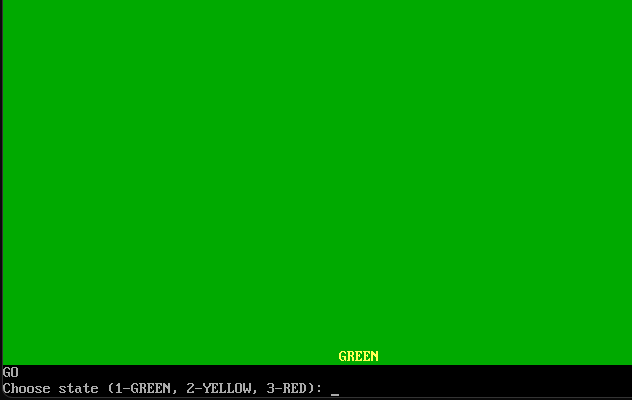 GREEN
GO
Choose state (1-GREEN, 2-YELLOW, 3-RED): _